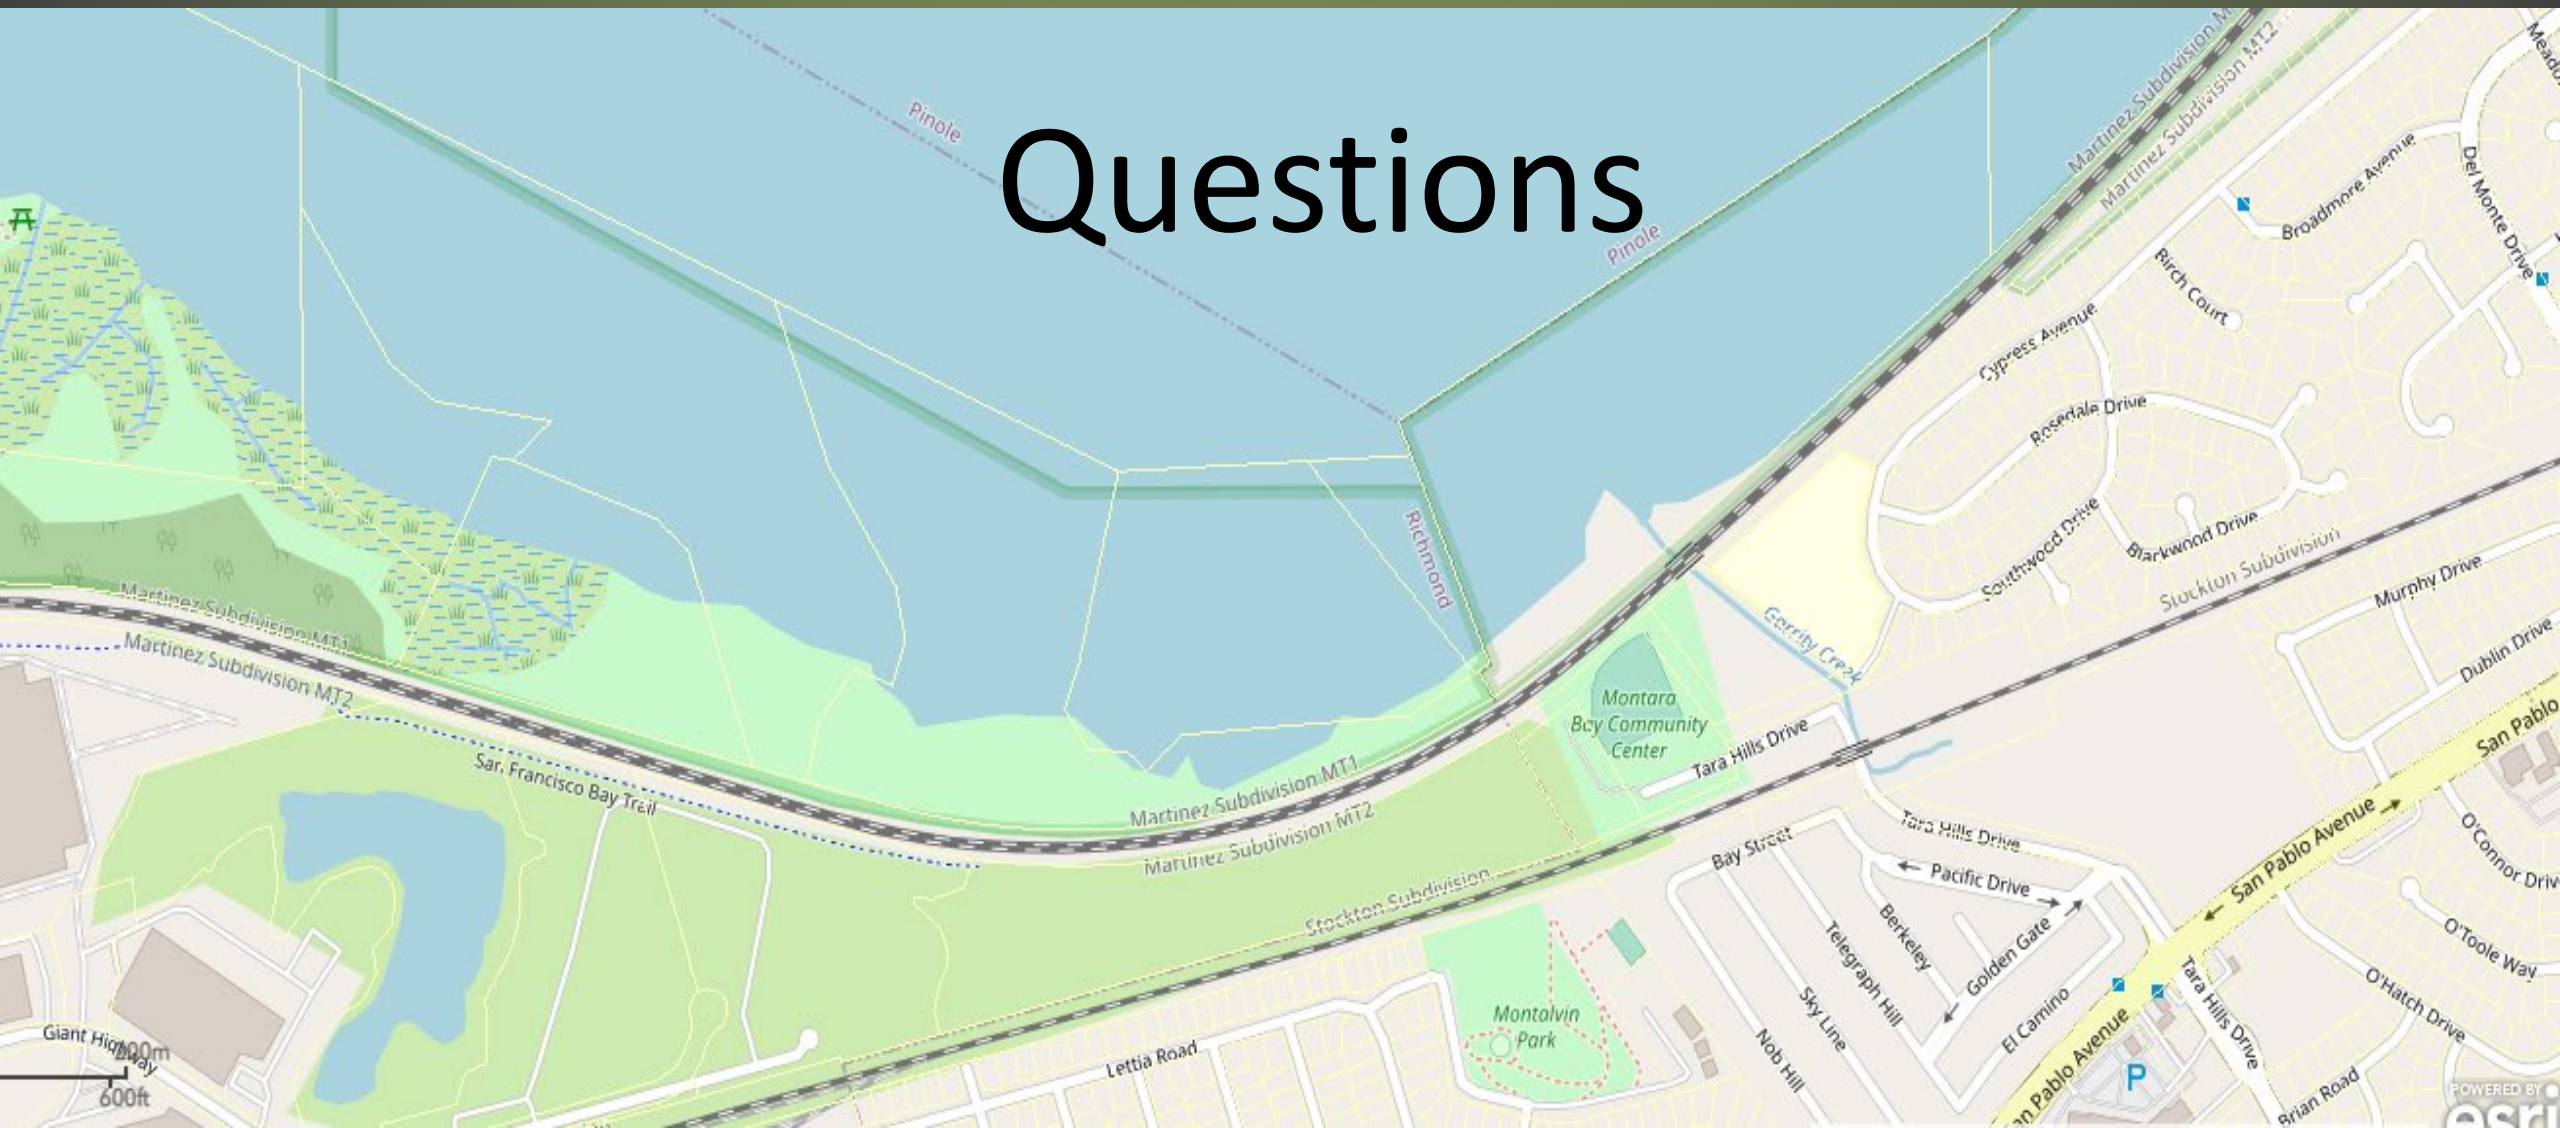 Questions
Pinole
Pinole
Richmond
Martinez Subdivision M
Martinez Subdivision MT2
Broadmore Avenue
Del Monte Drive
Birch Court
Cypress Avenue
Rosedale Drive
Southwood Drive
Blackwood Drive
Stockton Subdivision
Murphy Drive
Dublin Drive
San Pablo
Garrity Creek
Montara
Bay Community
Center
Tara Hills Drive
Martinez Subdivision MT1
Martinez Subdivision MT2
San Francisco Bay Trail
Martinez Subdivision MT1
Martinez Subdivision MT2
Stockton Subdivision
Bay Street
Tara Hills Drive
Pacific Drive
Berkeley
Golden Gate
Telegraph Hill
El Camino
Sky Line
Nob Hill
San Pablo Avenue
San Pablo Avenue
O'Connor Driv
O'Toole Way
O'Hatch Drive
Tara Hills Drive
Brian Road
P
Montalvin
Park
Lettia Road
Giant Highway
200m
600ft
POWERED BY
esri